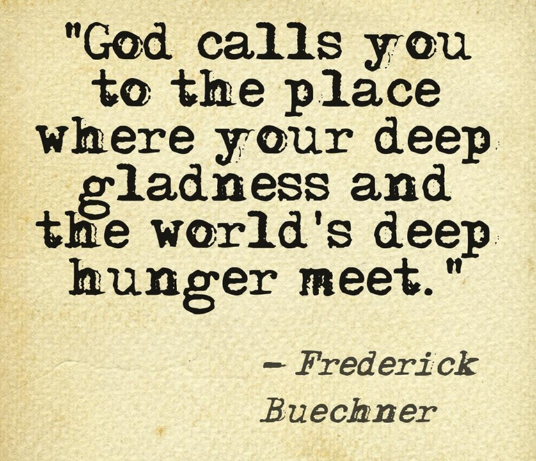 "God calls you
to the place
where your deep
gladness and
the world's deep
hunger meet."
– Frederick
Buechner